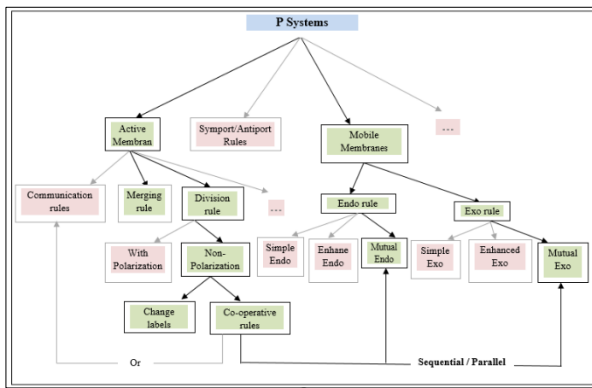 P Systems
Active
Membran
Symport/Antiport
Rules
Mobile
Membranes
...
Communication
rules
Merging
rule
Division
rule
...
Endo rule
Exo rule
With
Polarization
Non-
Polarization
Simple
Endo
Enhane
Endo
Mutual
Endo
Simple
Exo
Enhanced
Exo
Mutual
Exo
Change
labels
Co-operative
rules
Or
Sequential / Parallel